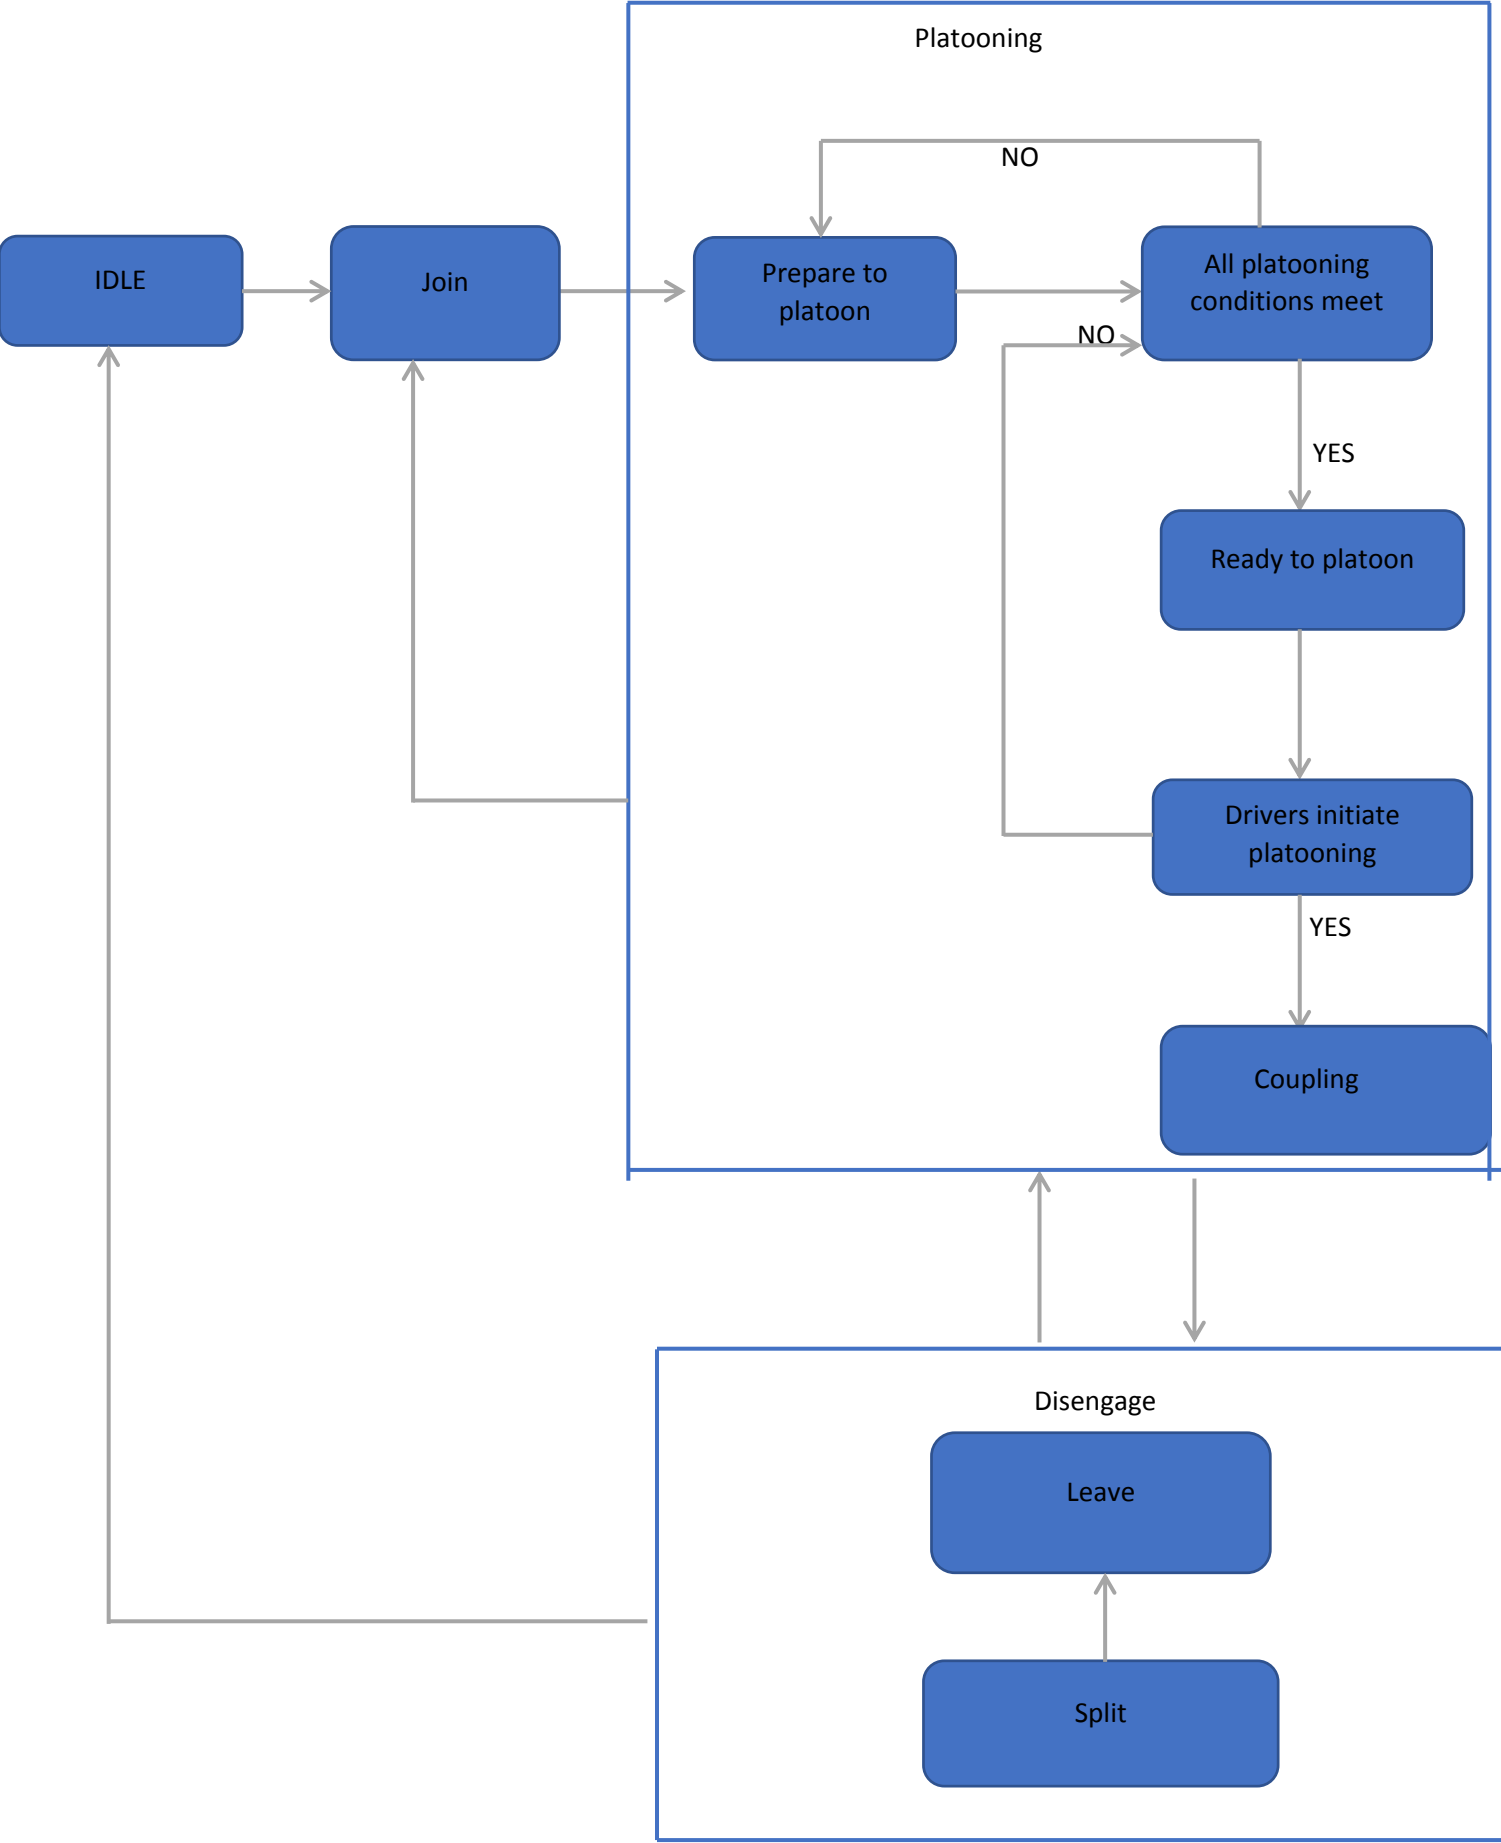 Platooning
NO
IDLE
Join
Prepare to
platoon
All platooning
conditions meet
NO
YES
Ready to platoon
Drivers initiate
platooning
YES
Coupling
Disengage
Leave
Split